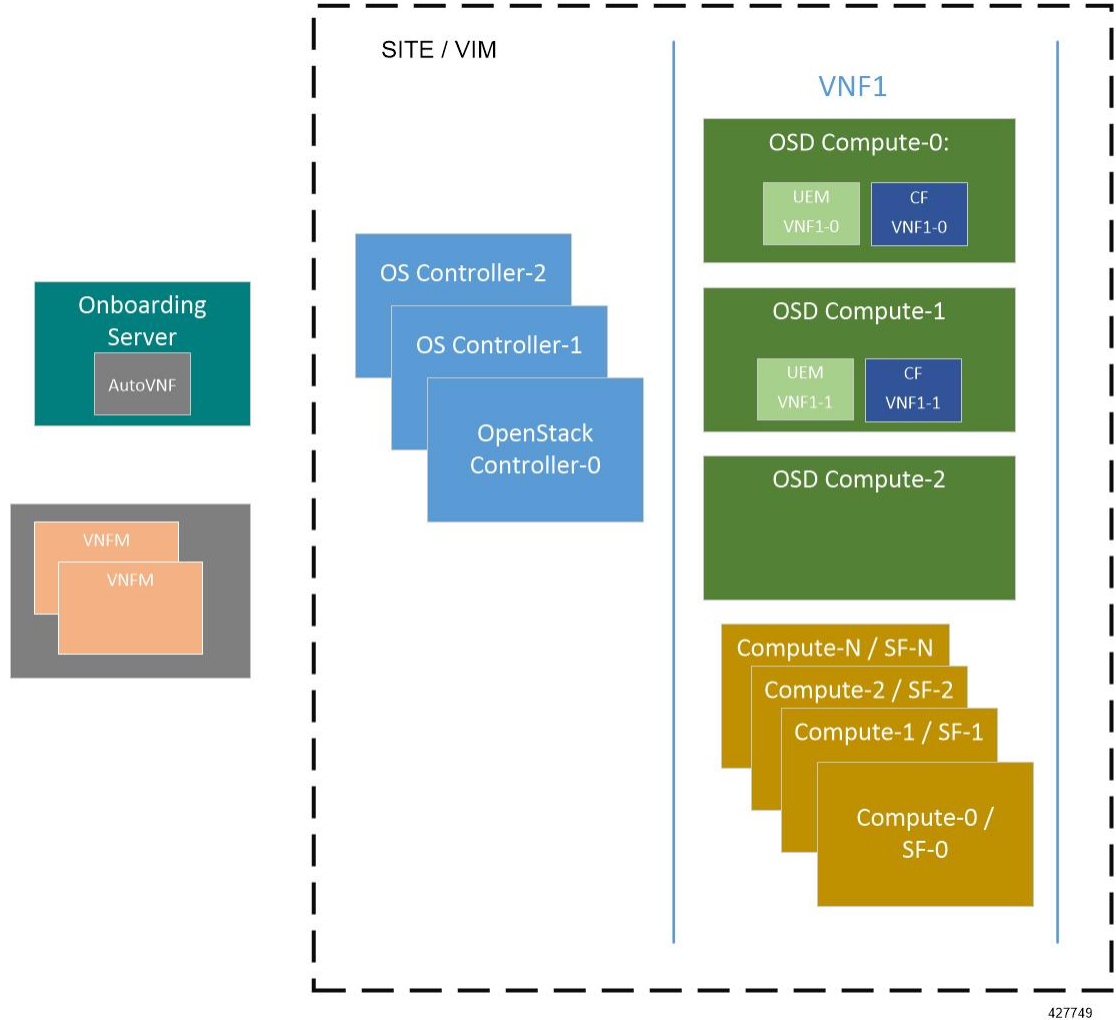 SITE / VIM
VNF1
OSD Compute-0:
UEM
VNF1-0
CF
VNF1-0
OS Controller-2
OS Controller-1
OpenStack
Controller-0
Onboarding
Server
AutoVNF
OSD Compute-1
UEM
VNF1-1
CF
VNF1-1
OSD Compute-2
VNFM
VNFM
Compute-N / SF-N
Compute-2 / SF-2
Compute-1 / SF-1
Compute-0 /
SF-0
427749